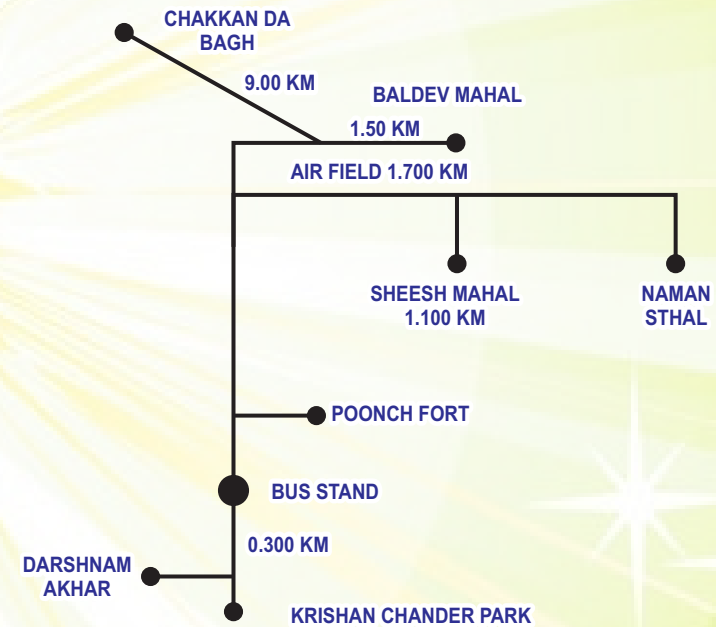 CHAKKAN DA
BAGH
9.00 KM
BALDEV MAHAL
1.50 KM
AIR FIELD 1.700 KM
SHEESH MAHAL
1.100 KM
NAMAN
STHAL
POONCH FORT
BUS STAND
0.300 KM
DARSHNAM
AKHAR
KRISHAN CHANDER PARK